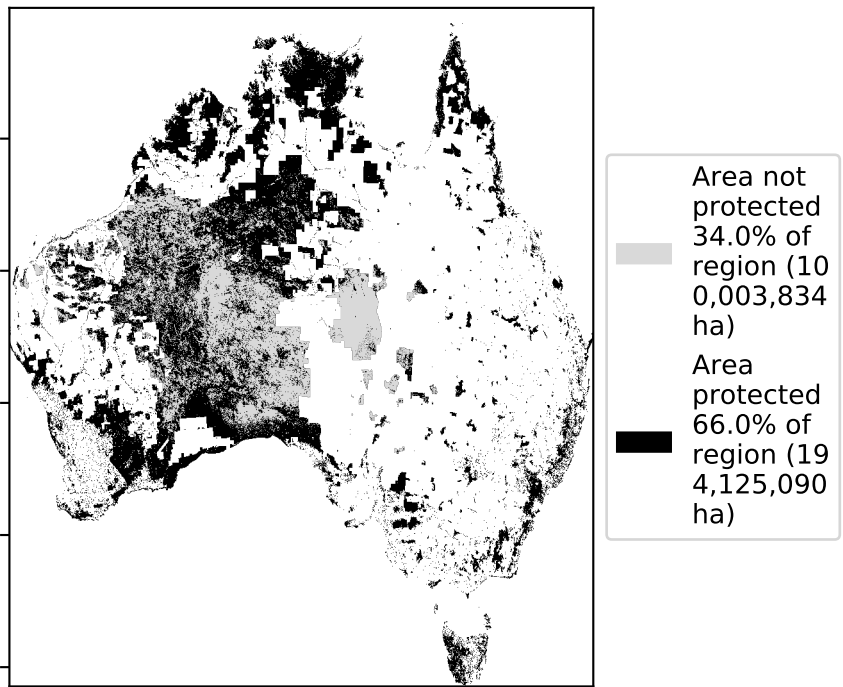 Area not
protected
34.0% of
region (10
0,003,834
ha)
Area
protected
66.0% of
region (19
4,125,090
ha)